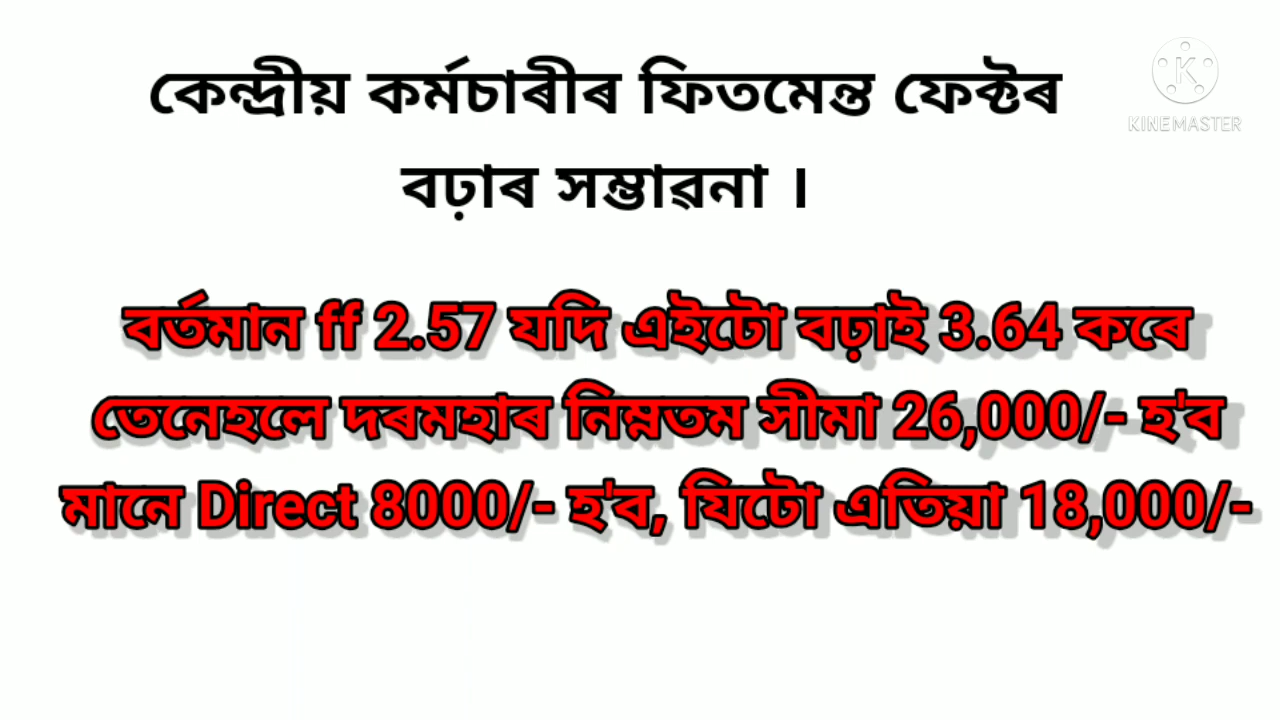 কেন্দ্ৰীয় কৰ্মচাৰীৰ ফিতমেন্ত ফেক্টৰ
বঢ়াৰ সম্ভাৱনা ।
KINEMASTER
বৰ্তমান ff 2.57 যদি এইটো বঢ়াই 3.64 কৰে
তেনেহলে দৰমহাৰ নিম্নতম সীমা 26,000/- হ'ব
মানে Direct 8000/- হ'ব, যিটো এতিয়া 18,000/-